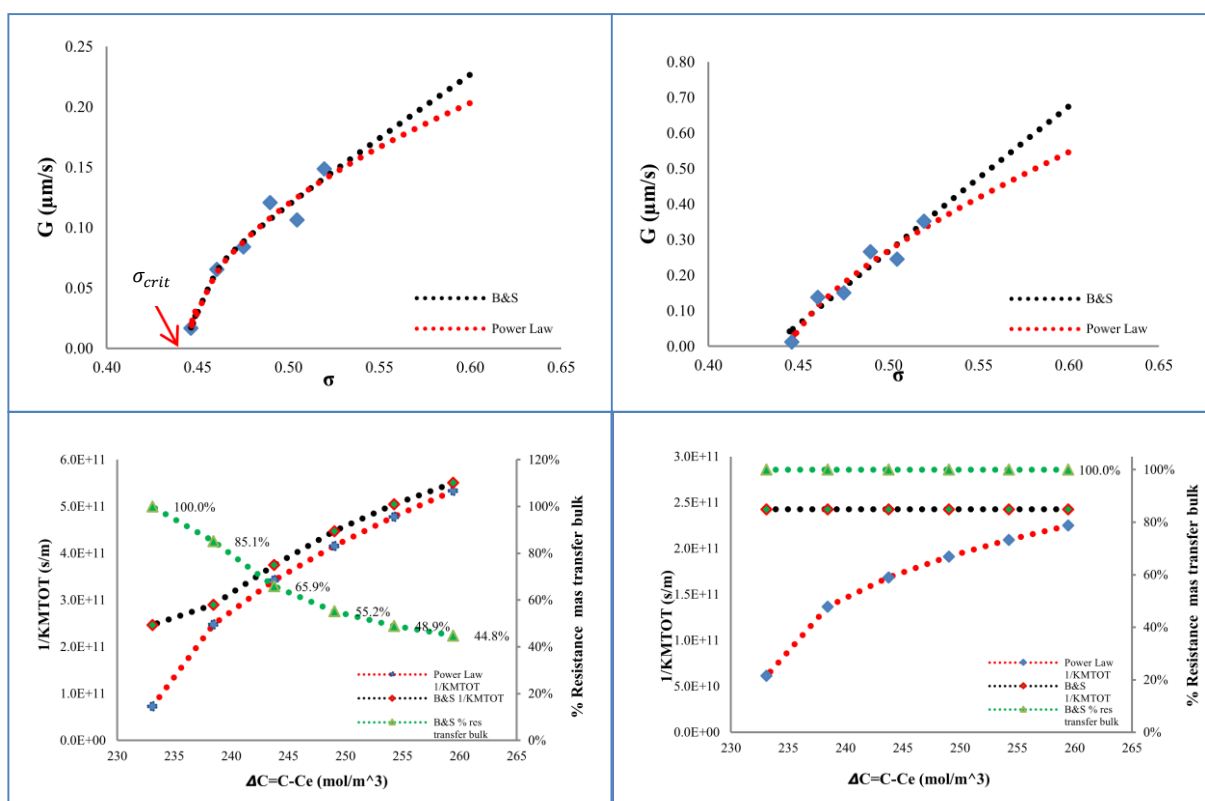 0.25
0.20
0.15
0.10
0.05
0.00
G (µm/s)
σcrit
B&S
Power Law
0.40 0.45 0.50 0.55 0.60 0.65
σ
0.80
0.70
0.60
0.50
0.40
0.30
0.20
0.10
0.00
G (µm/s)
B&S
Power Law
0.40 0.45 0.50 0.55 0.60 0.65
σ
6.0E+11
5.0E+11
4.0E+11
3.0E+11
2.0E+11
1.0E+11
0.0E+00
1/KMTOT (s/m)
120%
100%
80%
60%
40%
20%
0%
% Resistance mas transfer bulk
100.0%
85.1%
65.9%
55.2%
48.9%
44.8%
Power Law
1/KMTOT
B&S 1/KMTOT
B&S % res
transfer bulk
230 235 240 245 250 255 260 265
ΔC=C-Ce (mol/m^3)
3.0E+11
2.5E+11
2.0E+11
1.5E+11
1.0E+11
5.0E+10
0.0E+00
1/KMTOT (s/m)
100%
80%
60%
40%
20%
0%
% Resistance mas transfer bulk
100.0%
Power Law
1/KMTOT
B&S
1/KMTOT
B&S % res
transfer bulk
230 235 240 245 250 255 260 265
ΔC=C-Ce (mol/m^3)